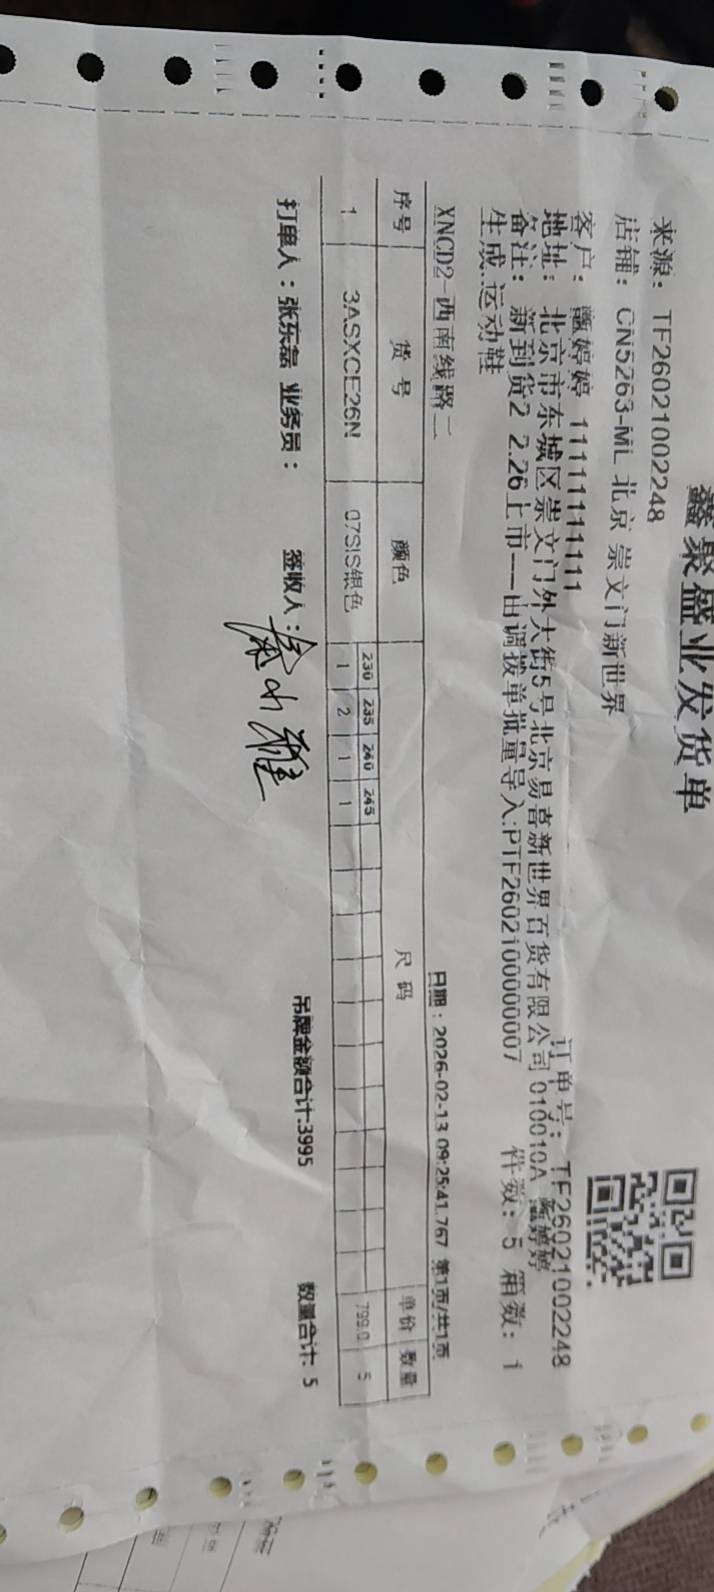 鑫聚盛业发货单
来源：TF26021002248
订单号：TF26021002248
店铺：CN5263-ML 北京 崇文门新世界
客户：甄婷婷 11111111111
地址：北京市东城区崇文门外大街5号北京易喜新世界百货有限公司 010010A 甄婷婷
备注：新到货2 2.26上市一出调拨单批量导入:PTF2602100000007 件数：5 箱数：1
生成:运动鞋
XNCD2-西南线路二
日期：2026-02-13 09:25:41.767 第1页/共1页
序号 货号 颜色 尺码 单价 数量
230 235 240 245
1 3ASXCE26N 07SIS银色 1 2 1 1 799.0 5
打单人：张东磊 业务员： 签收人： 吊牌金额合计:3995 数量合计: 5